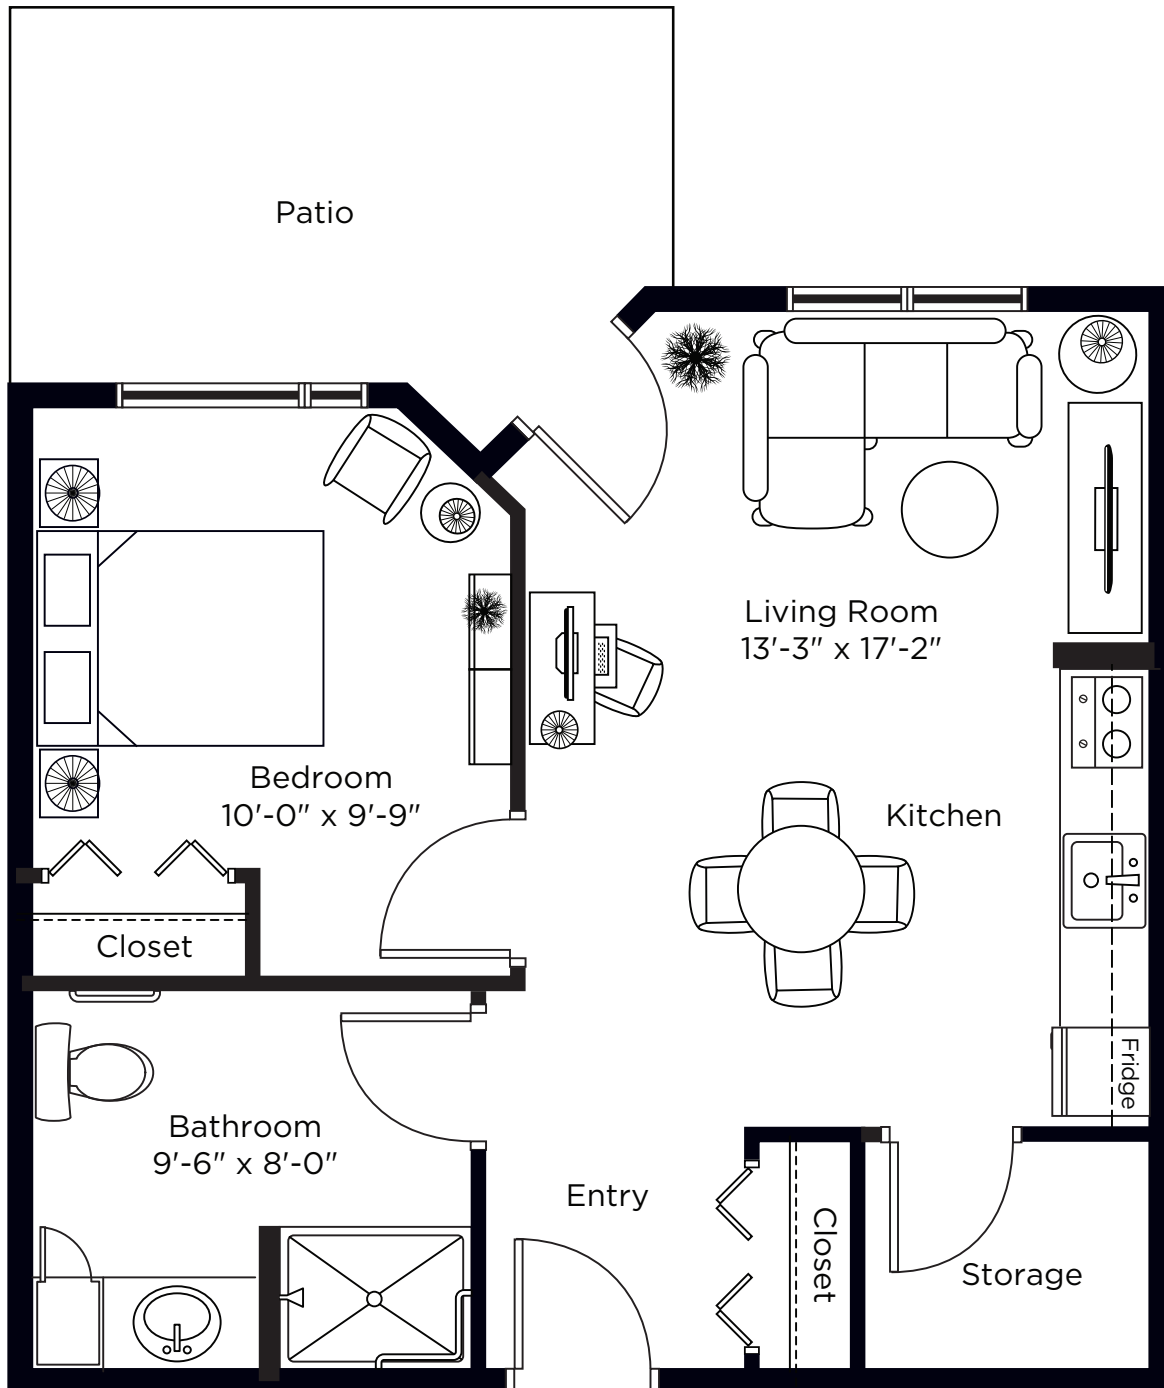 Patio
Living Room
13'-3" x 17'-2"
Bedroom
10'-0" x 9'-9"
Kitchen
Closet
Fridge
Bathroom
9'-6" x 8'-0"
Entry
Closet
Storage